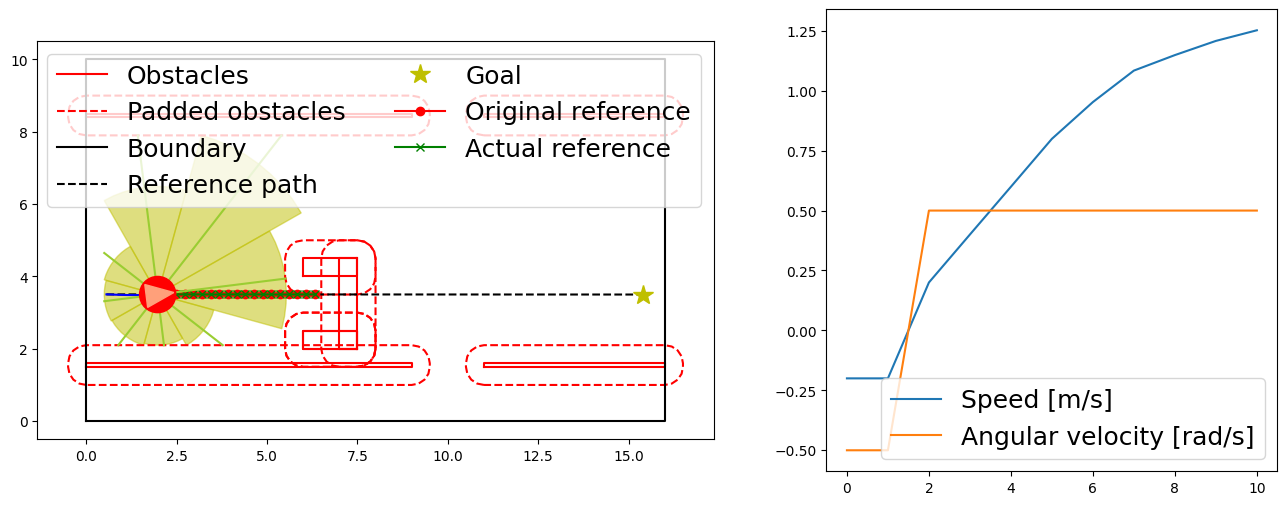 Obstacles
Padded obstacles
Boundary
Reference path
Goal
Original reference
Actual reference
10
8
6
4
2
0
0.0 2.5 5.0 7.5 10.0 12.5 15.0
1.25
1.00
0.75
0.50
0.25
0.00
−0.25
−0.50
Speed [m/s]
Angular velocity [rad/s]
0 2 4 6 8 10